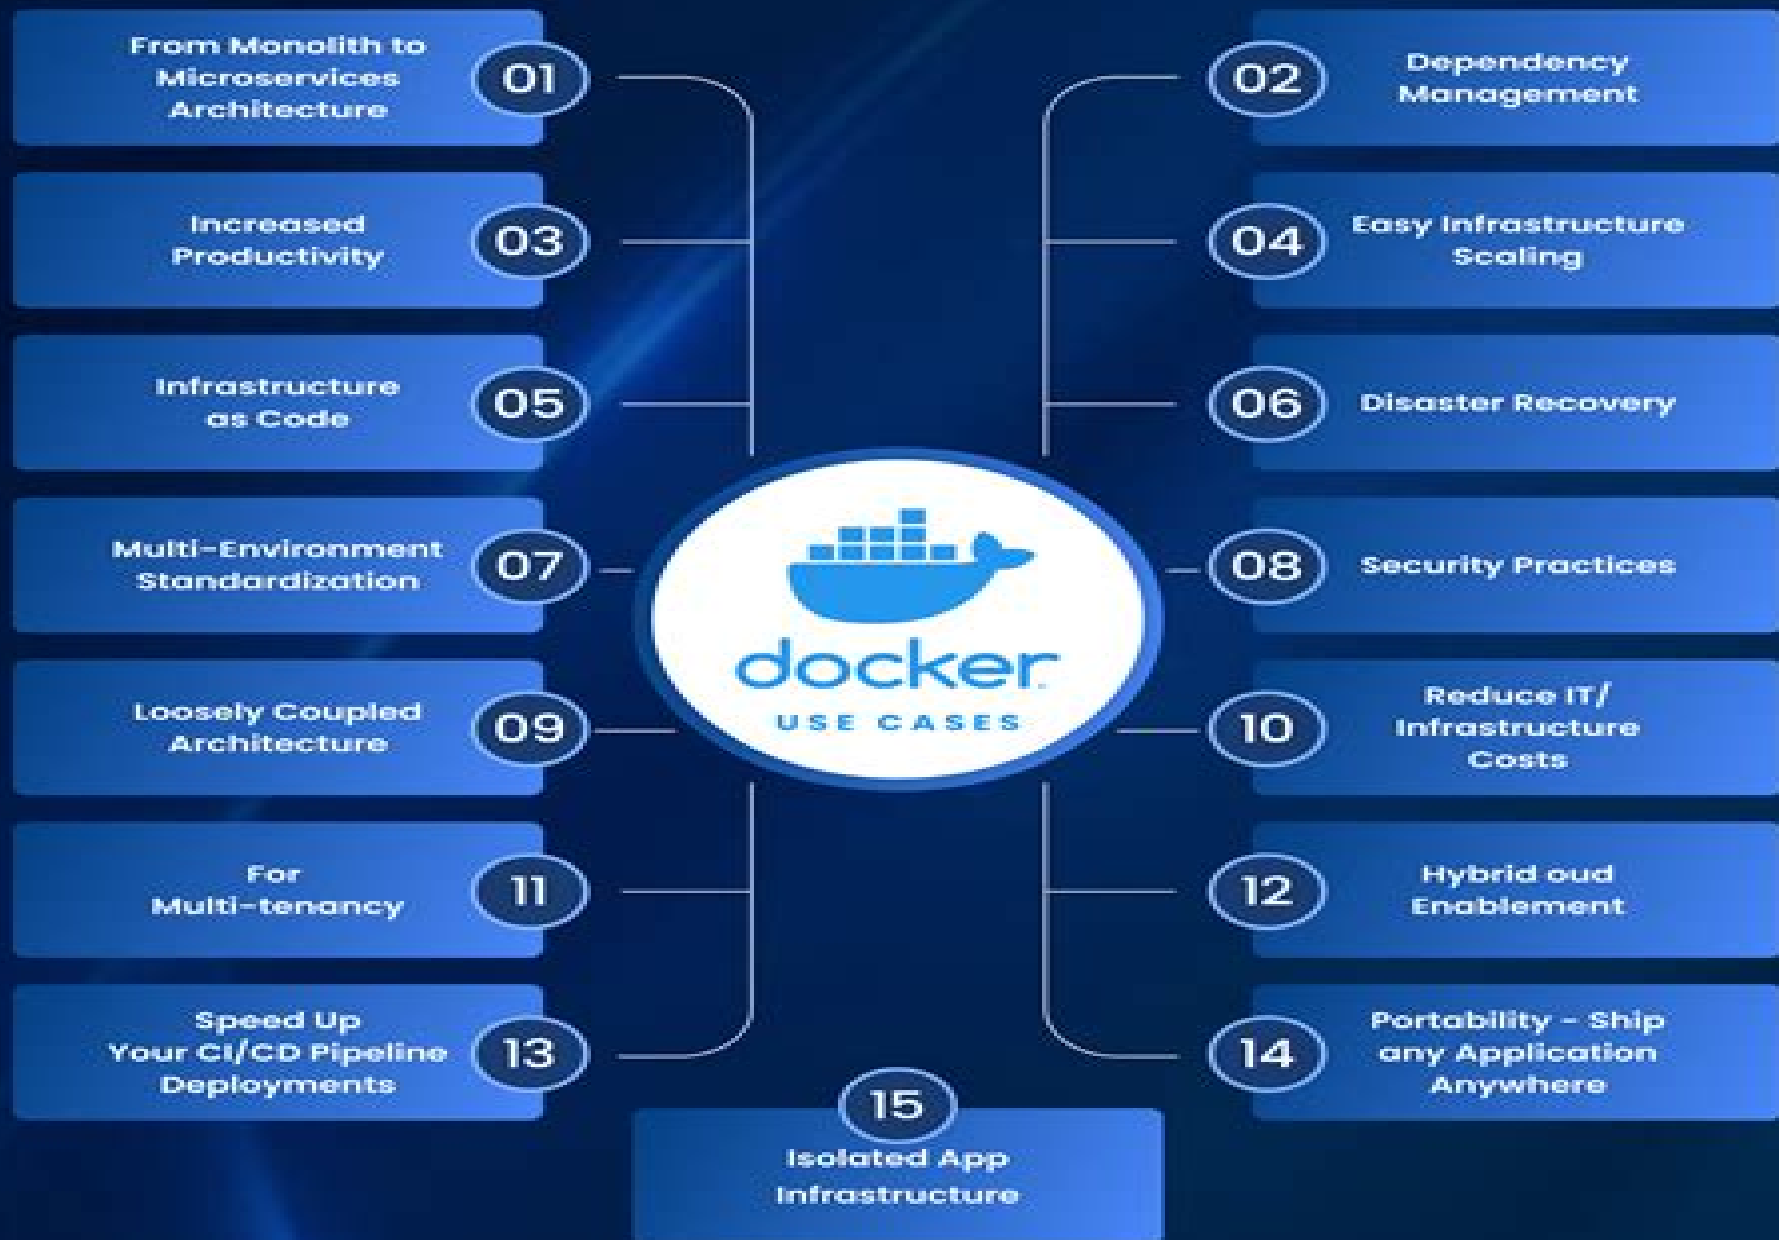 From Monolith to
Microservices
Architecture
01
02
Dependency
Management
Increased
Productivity
03
04
Easy Infrastructure
Scaling
Infrastructure
as Code
05
06
Disaster Recovery
Multi-Environment
Standardization
07
08
Security Practices
docker
USE CASES
Loosely Coupled
Architecture
09
10
Reduce IT/
Infrastructure
Costs
For
Multi-tenancy
11
12
Hybrid oud
Enablement
Speed Up
Your CI/CD Pipeline
Deployments
13
14
Portability - Ship
any Application
Anywhere
15
Isolated App
Infrastructure